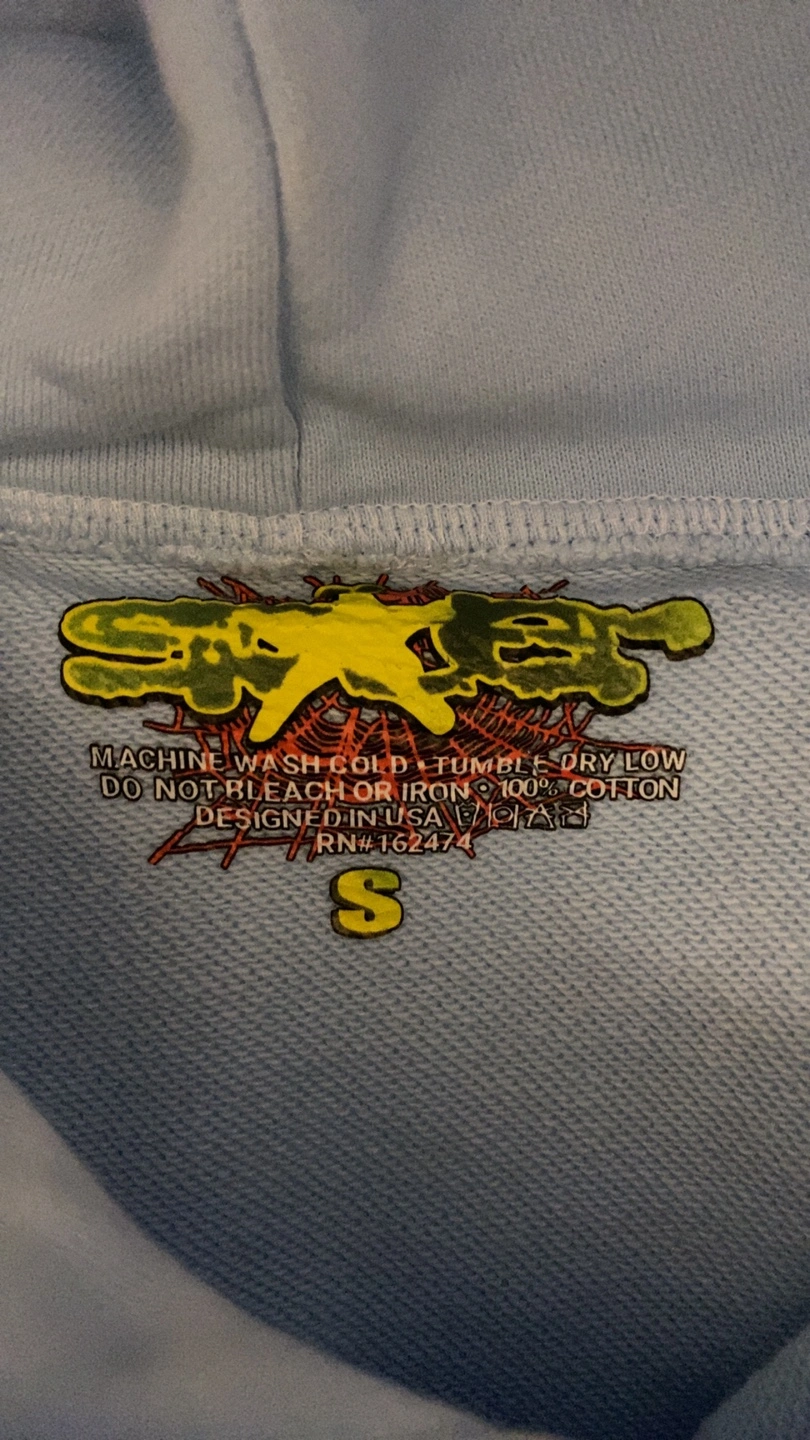 MACHINE WASH COLD • TUMBLE DRY LOW
DO NOT BLEACH OR IRON • 100% COTTON
DESIGNED IN USA
RN#162474
S